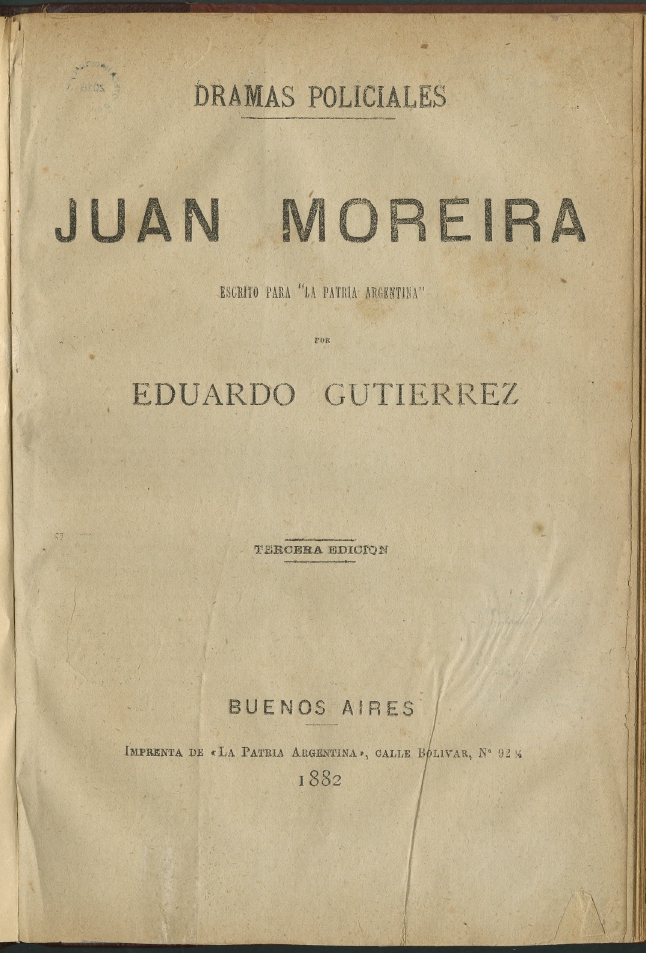 DRAMAS POLICIALES
JUAN MOREIRA
ESCRITO PARA "LA PATRIA ARGENTINA"
POR
EDUARDO GUTIERREZ
TERCERA EDICION
BUENOS AIRES
IMPRENTA DE «LA PATRIA ARGENTINA», CALLE BOLIVAR, Nº 92
1882